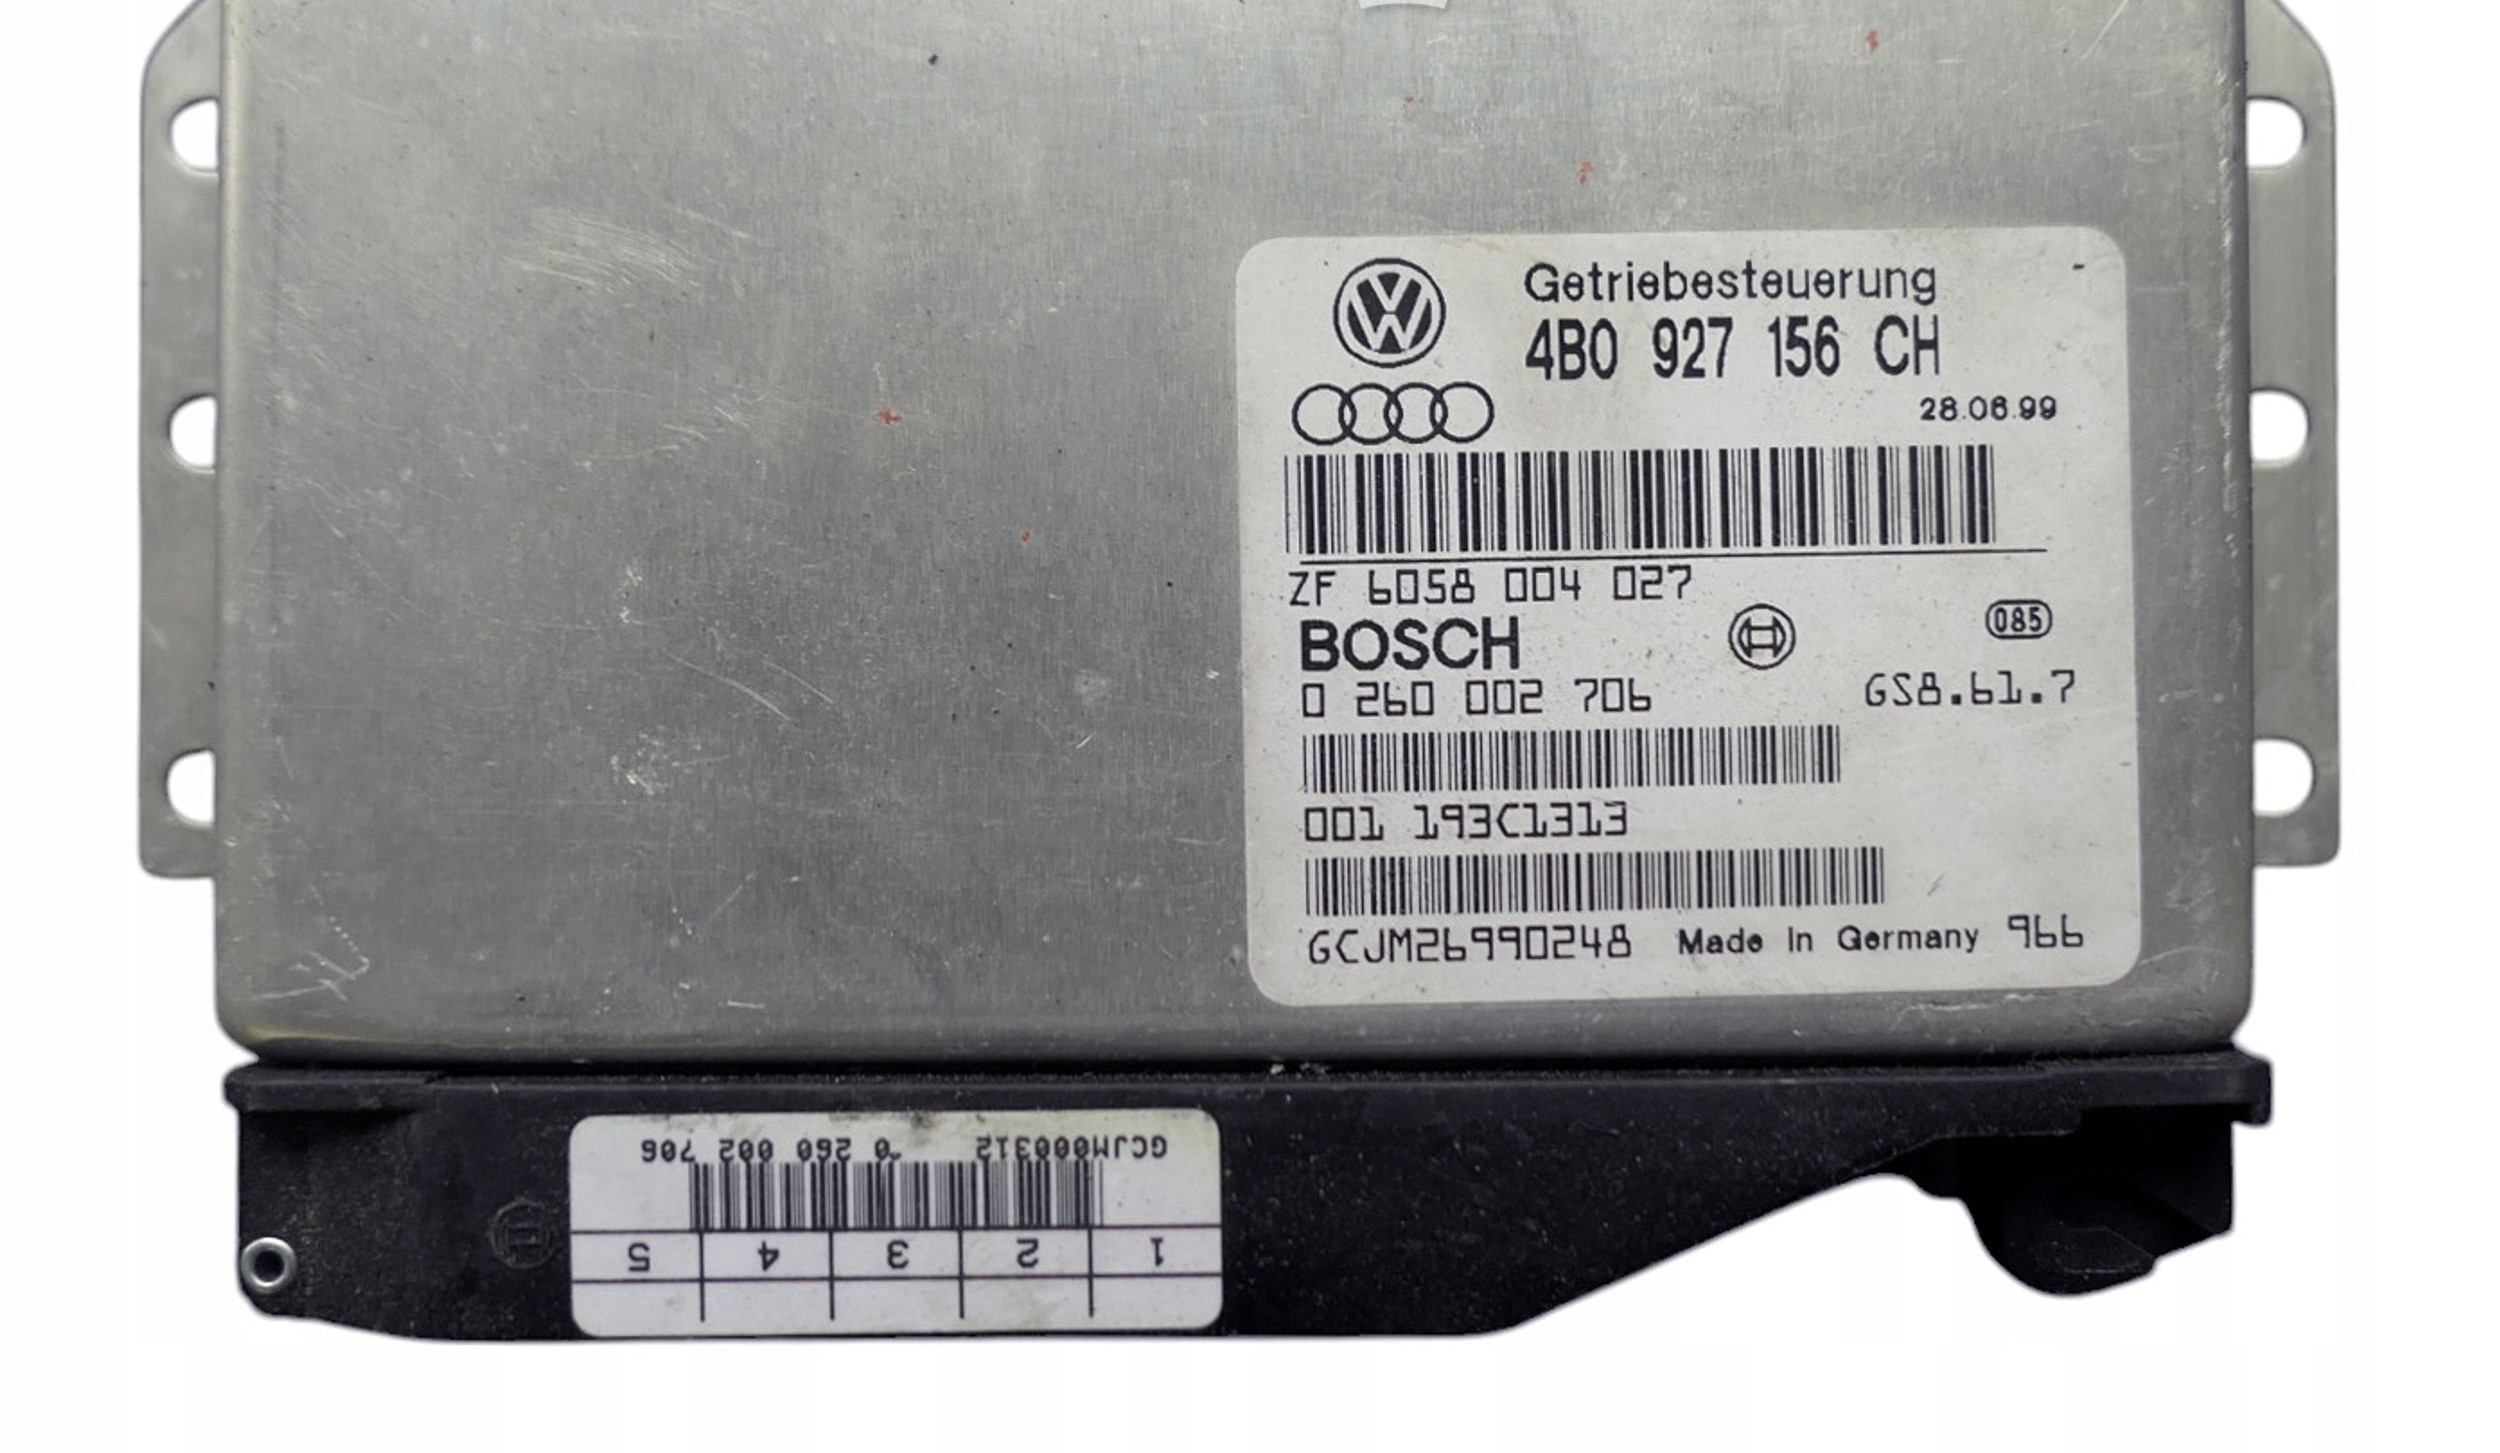 Getriebesteuerung
4B0 927 156 CH
28.06.99
ZF 6058 004 027
085
BOSCH
0 260 002 706 GS8.61.7
001 193C1313
GCJM26990248 Made In Germany 966
GCJM000312 0 260 002 706
1 2 3 4 5